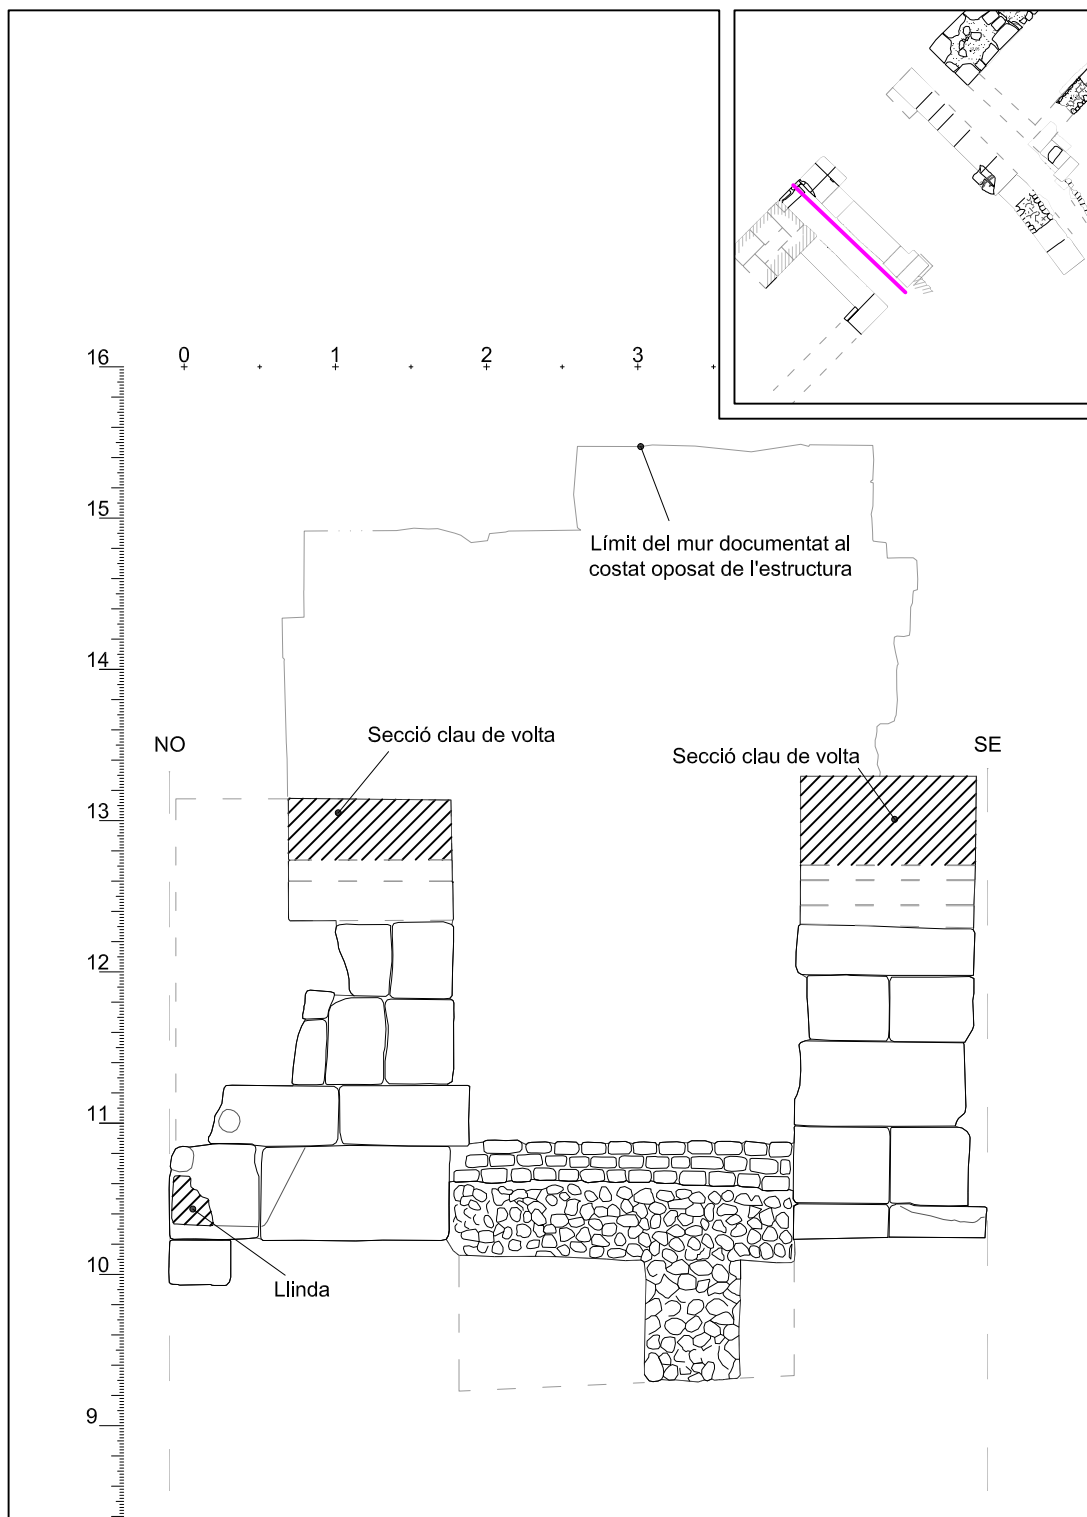 0 1 2 3
16
15
14
13
12
11
10
9
Límit del mur documentat al
costat oposat de l'estructura
Secció clau de volta
NO
Secció clau de volta
SE
Llinda